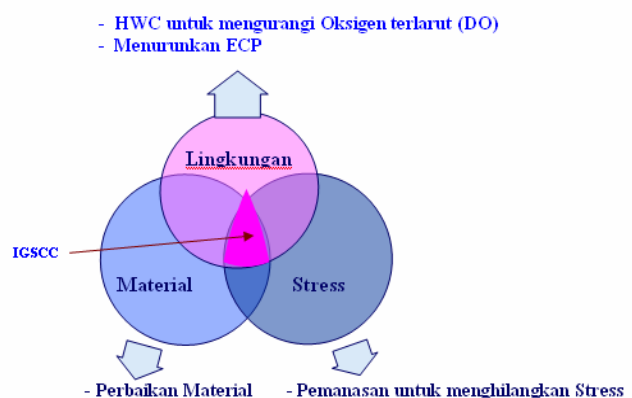 - HWC untuk mengurangi Oksigen terlarut (DO)
- Menurunkan ECP
Lingkungan
IGSCC
Material
Stress
- Perbaikan Material
- Pemanasan untuk menghilangkan Stress